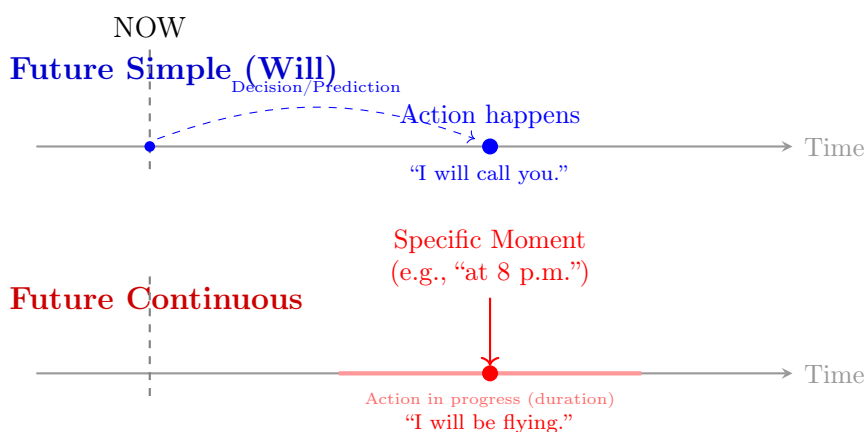 NOW
Future Simple (Will)
Decision/Prediction
Action happens
Time
“I will call you.”
Specific Moment
(e.g., “at 8 p.m.”)
Future Continuous
Time
Action in progress (duration)
“I will be flying.”